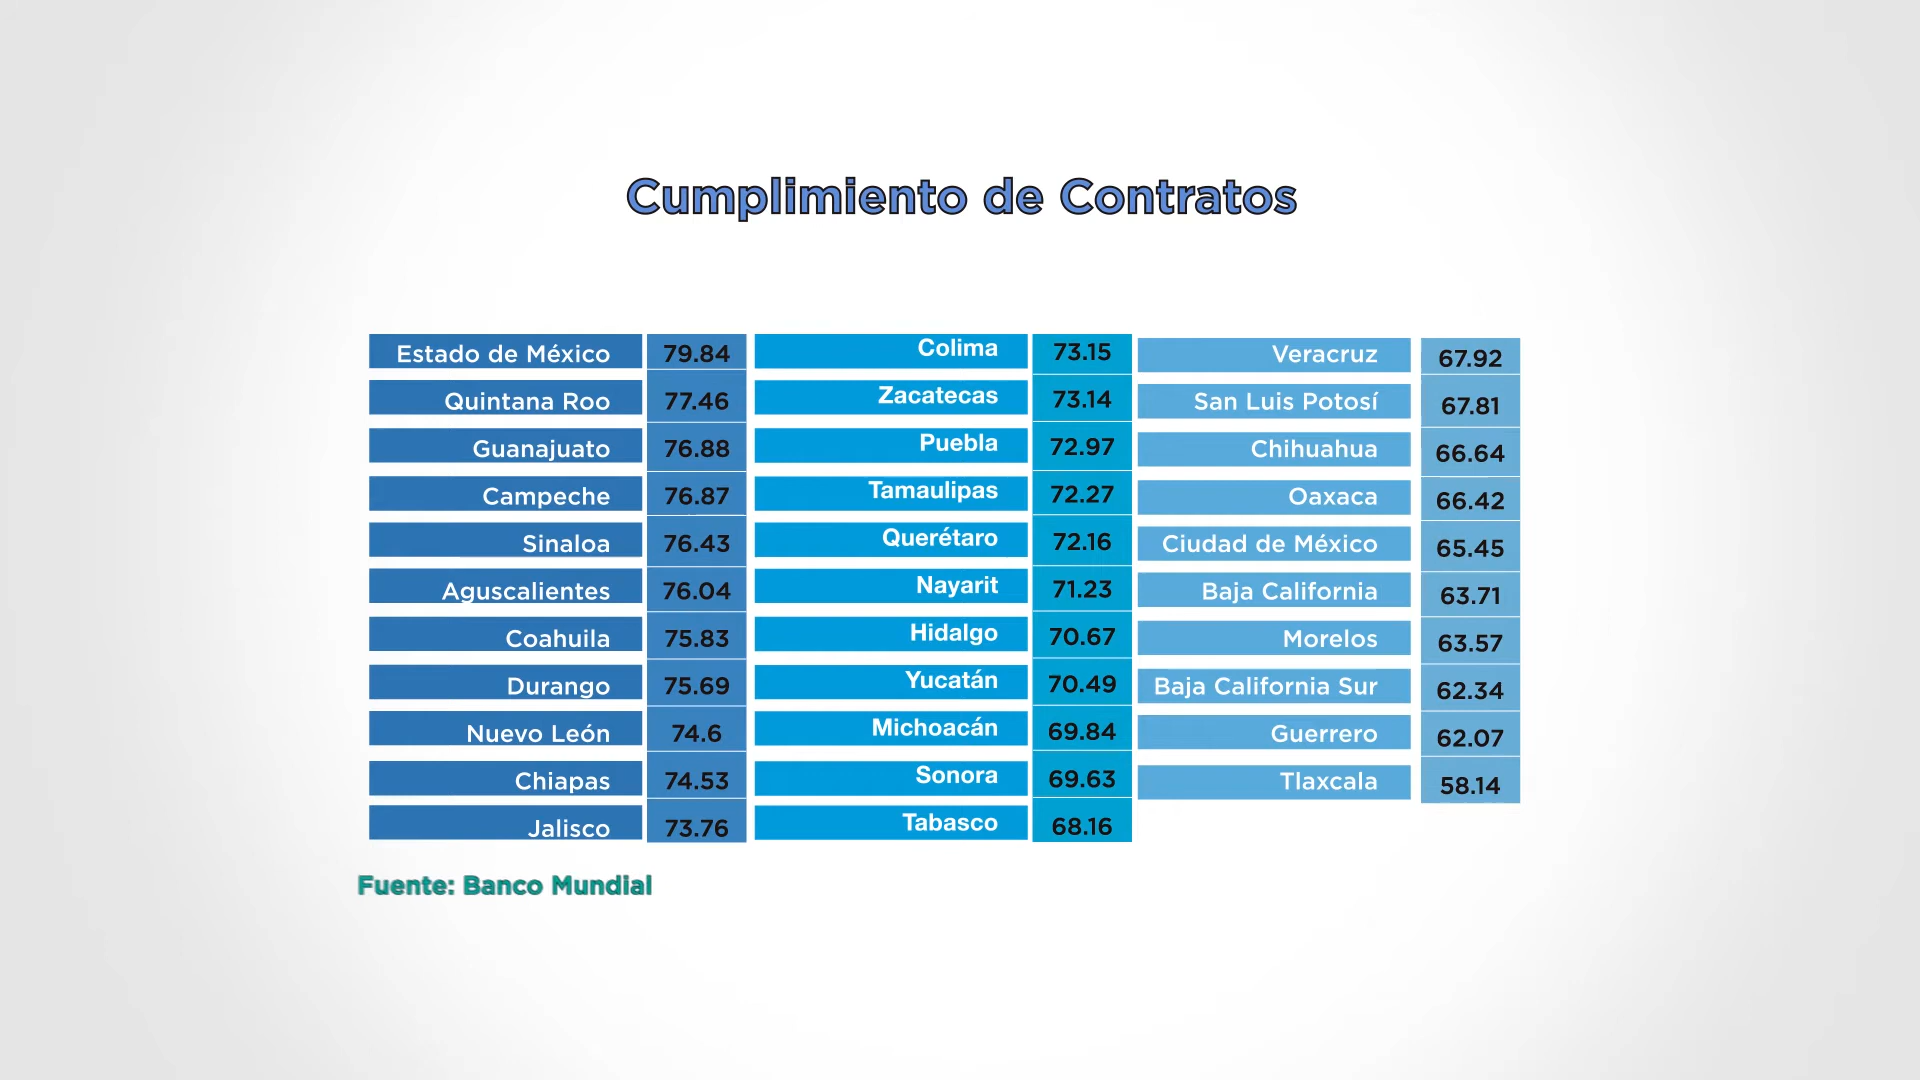 Cumplimiento de Contratos
Estado de México 79.84
Quintana Roo 77.46
Guanajuato 76.88
Campeche 76.87
Sinaloa 76.43
Aguscalientes 76.04
Coahuila 75.83
Durango 75.69
Nuevo León 74.6
Chiapas 74.53
Jalisco 73.76
Colima 73.15
Zacatecas 73.14
Puebla 72.97
Tamaulipas 72.27
Querétaro 72.16
Nayarit 71.23
Hidalgo 70.67
Yucatán 70.49
Michoacán 69.84
Sonora 69.63
Tabasco 68.16
Veracruz 67.92
San Luis Potosí 67.81
Chihuahua 66.64
Oaxaca 66.42
Ciudad de México 65.45
Baja California 63.71
Morelos 63.57
Baja California Sur 62.34
Guerrero 62.07
Tlaxcala 58.14
Fuente: Banco Mundial